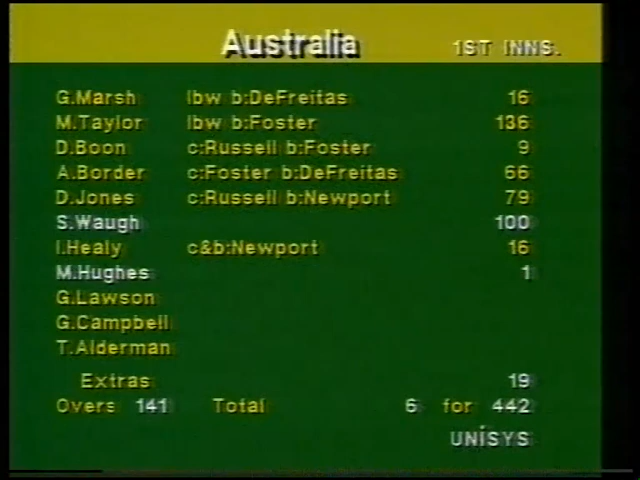 Australia 1ST INNS.
G.Marsh lbw b:DeFreitas 16
M.Taylor lbw b:Foster 136
D.Boon c:Russell b:Foster 9
A.Border c:Foster b:DeFreitas 66
D.Jones c:Russell b:Newport 79
S.Waugh 100
I.Healy c&b:Newport 16
M.Hughes 1
G.Lawson
G.Campbell
T.Alderman
Extras 19
Overs 141 Total 6 for 442
UNISYS